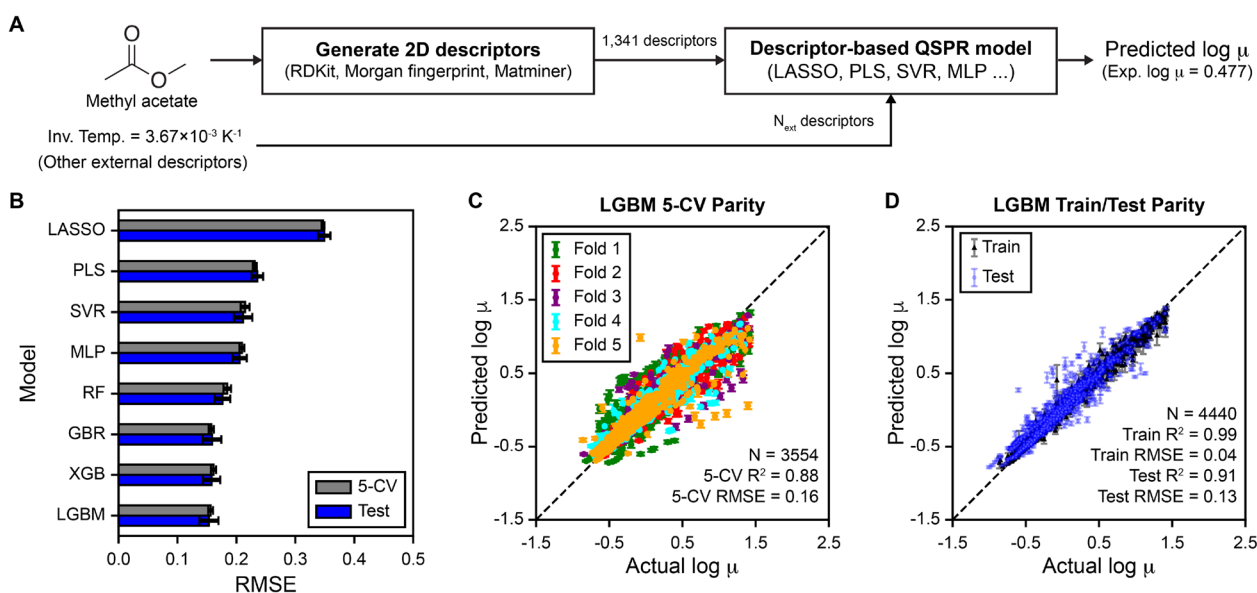 A
O
O
Methyl acetate
Inv. Temp. = 3.67×10⁻³ K⁻¹
(Other external descriptors)
Generate 2D descriptors
(RDKit, Morgan fingerprint, Matminer)
1,341 descriptors
Descriptor-based QSPR model
(LASSO, PLS, SVR, MLP ...)
N_ext descriptors
Predicted log μ
(Exp. log μ = 0.477)
B
Model
LASSO
PLS
SVR
MLP
RF
GBR
XGB
LGBM
5-CV
Test
0.0 0.1 0.2 0.3 0.4 0.5
RMSE
C
LGBM 5-CV Parity
Predicted log μ
2.5
1.5
0.5
-0.5
-1.5
Fold 1
Fold 2
Fold 3
Fold 4
Fold 5
N = 3554
5-CV R² = 0.88
5-CV RMSE = 0.16
-1.5 -0.5 0.5 1.5 2.5
Actual log μ
D
LGBM Train/Test Parity
Predicted log μ
2.5
1.5
0.5
-0.5
-1.5
Train
Test
N = 4440
Train R² = 0.99
Train RMSE = 0.04
Test R² = 0.91
Test RMSE = 0.13
-1.5 -0.5 0.5 1.5 2.5
Actual log μ